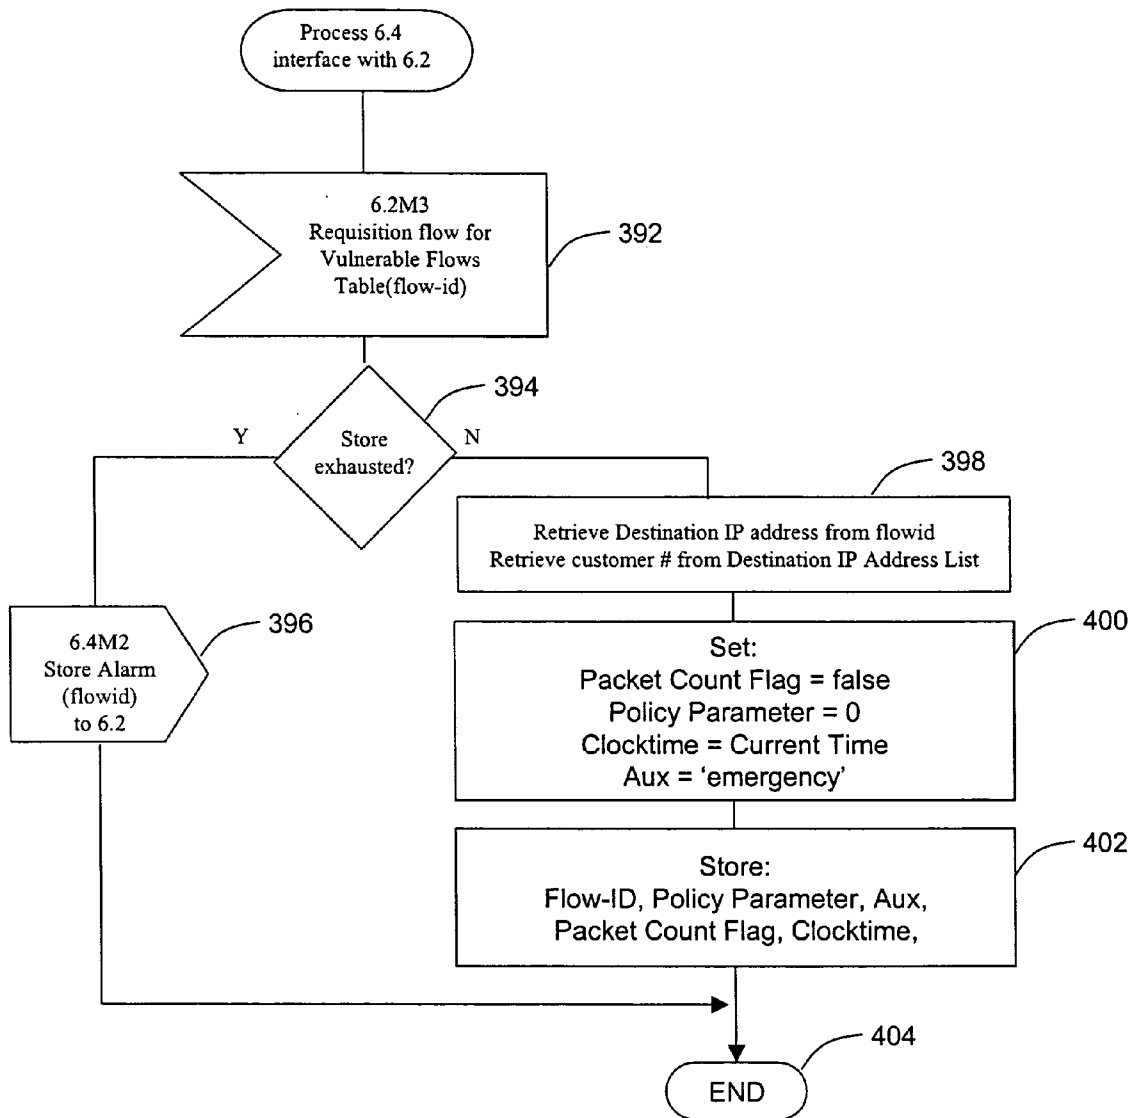 Process 6.4
interface with 6.2
6.2M3
Requisition flow for
Vulnerable Flows
Table(flow-id)
392
394
Store
exhausted?
Y
N
398
Retrieve Destination IP address from flowid
Retrieve customer # from Destination IP Address List
6.4M2
Store Alarm
(flowid)
to 6.2
396
400
Set:
Packet Count Flag = false
Policy Parameter = 0
Clocktime = Current Time
Aux = ‘emergency’
402
Store:
Flow-ID, Policy Parameter, Aux,
Packet Count Flag, Clocktime,
404
END